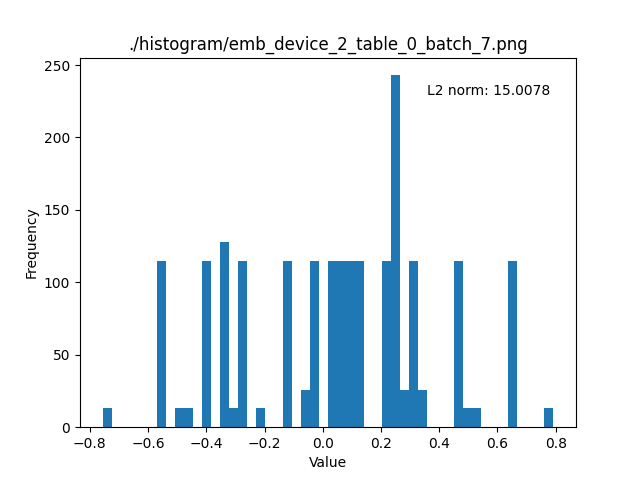 ./histogram/emb_device_2_table_0_batch_7.png
L2 norm: 15.0078
Frequency
250
200
150
100
50
0
−0.8 −0.6 −0.4 −0.2 0.0 0.2 0.4 0.6 0.8
Value